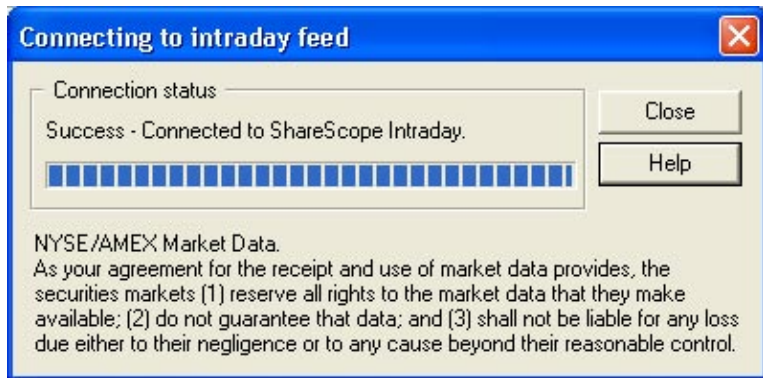 Connecting to intraday feed
Connection status
Success - Connected to ShareScope Intraday.
Close
Help
NYSE/AMEX Market Data.
As your agreement for the receipt and use of market data provides, the
securities markets (1) reserve all rights to the market data that they make
available; (2) do not guarantee that data; and (3) shall not be liable for any loss
due either to their negligence or to any cause beyond their reasonable control.